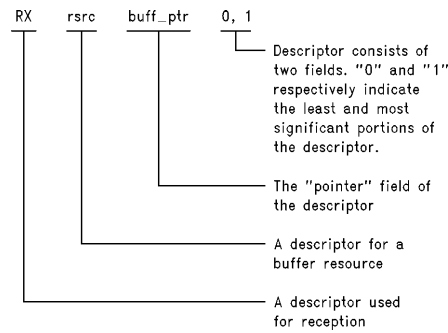 RX rsrc buff_ptr 0, 1
Descriptor consists of
two fields. "0" and "1"
respectively indicate
the least and most
significant portions of
the descriptor.
The "pointer" field of
the descriptor
A descriptor for a
buffer resource
A descriptor used
for reception